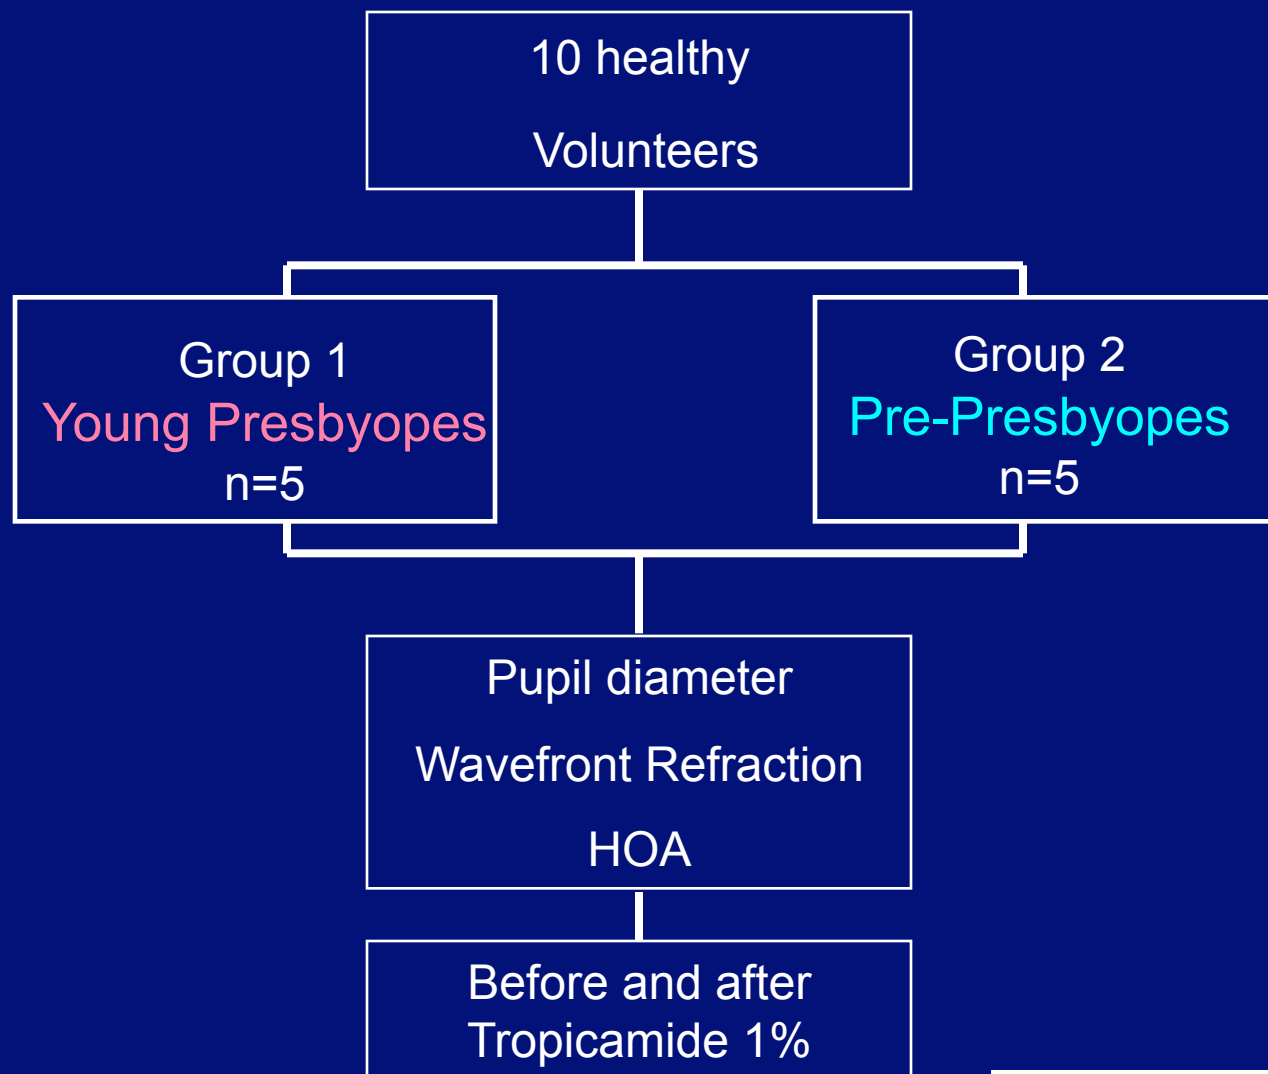 10 healthy
Volunteers
Group 1
Young Presbyopes
n=5
Group 2
Pre-Presbyopes
n=5
Pupil diameter
Wavefront Refraction
HOA
Before and after
Tropicamide 1%